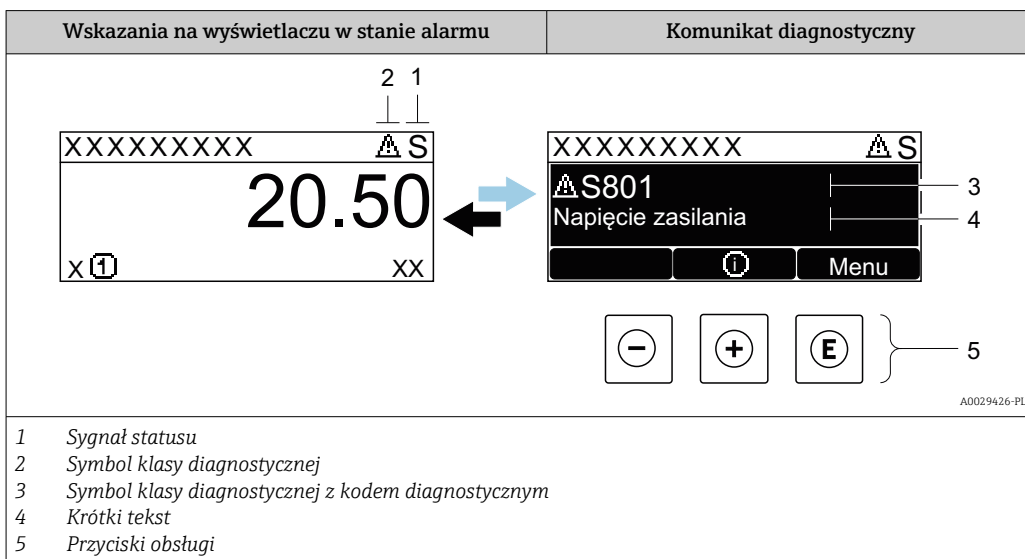 Wskazania na wyświetlaczu w stanie alarmu
Komunikat diagnostyczny
2 1
XXXXXXXXX ⚠ S
20.50
X ① XX
XXXXXXXXX ⚠ S
⚠S801
Napięcie zasilania
ⓘ Menu
3
4
− + E
5
A0029426-PL
1 Sygnał statusu
2 Symbol klasy diagnostycznej
3 Symbol klasy diagnostycznej z kodem diagnostycznym
4 Krótki tekst
5 Przyciski obsługi